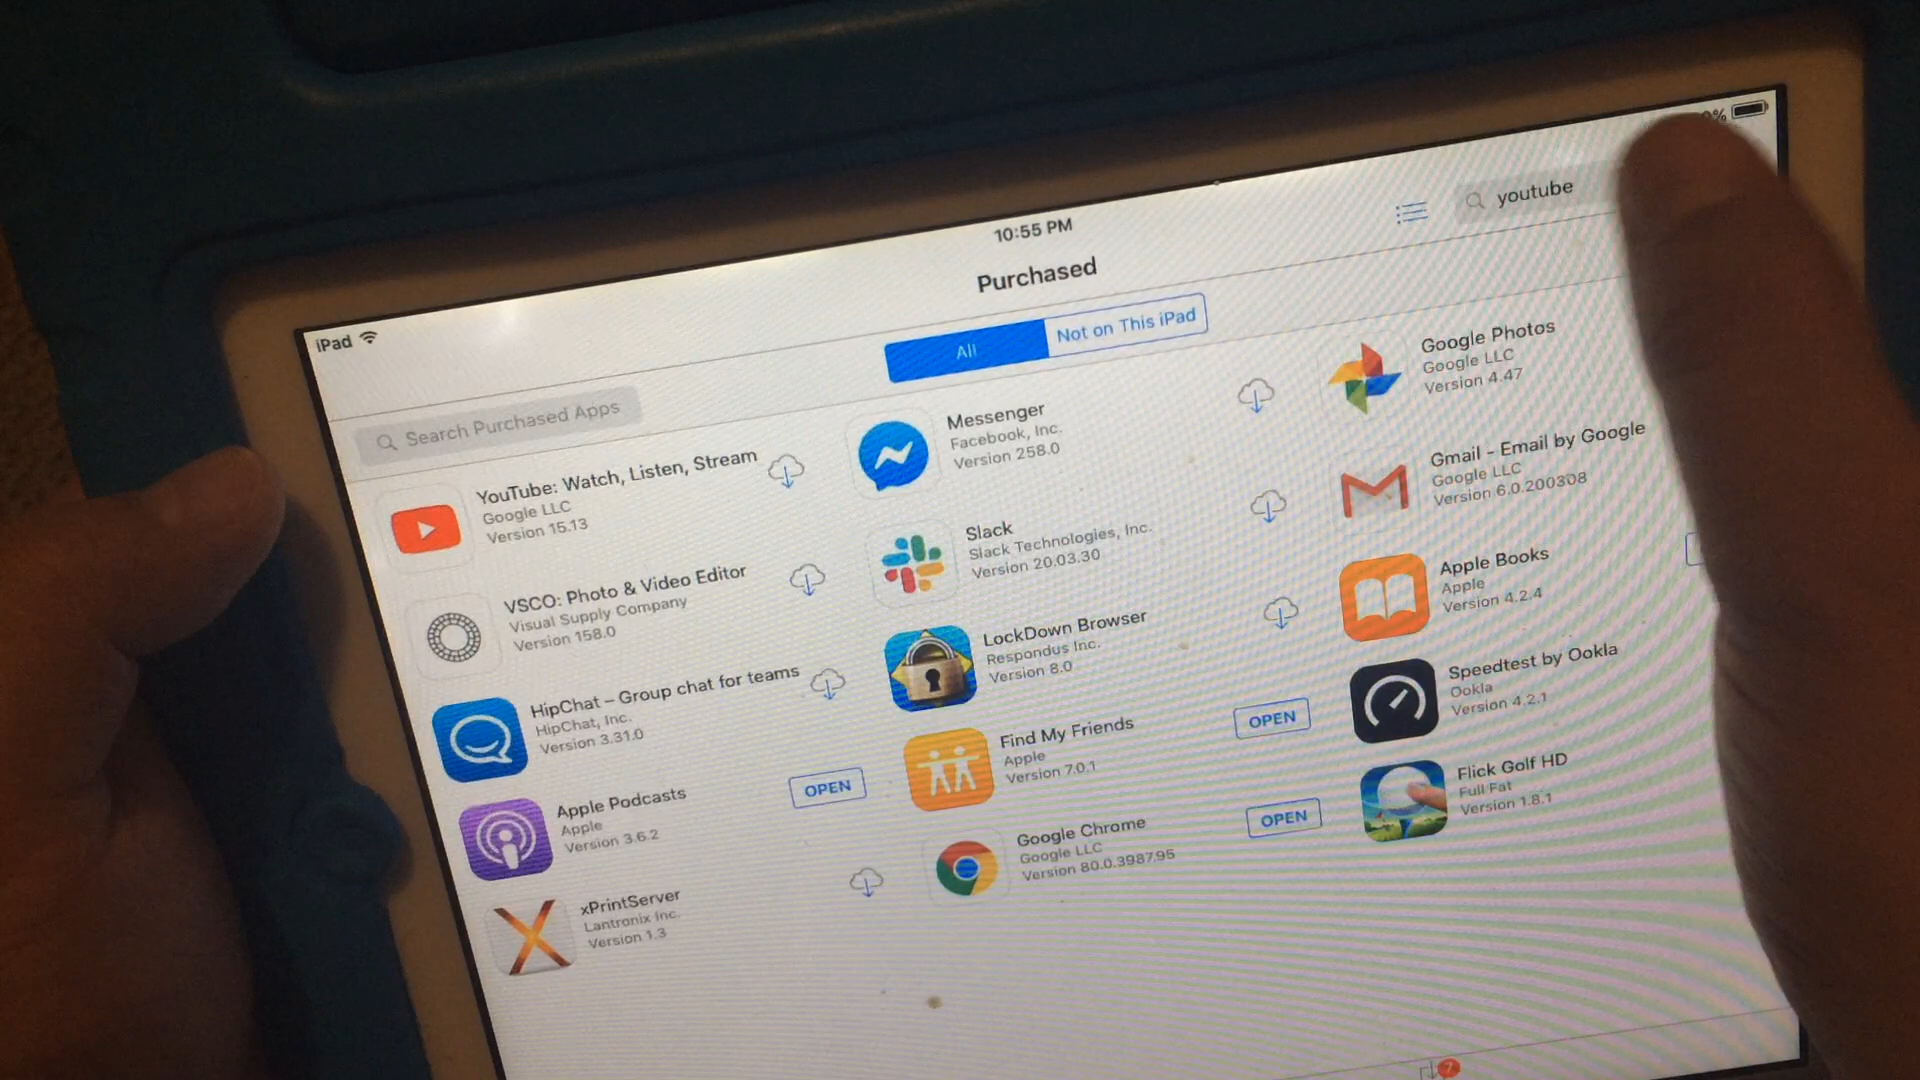 iPad
10:55 PM
%
Purchased
youtube
All
Not on This iPad
Search Purchased Apps
YouTube: Watch, Listen, Stream
Google LLC
Version 15.13
VSCO: Photo & Video Editor
Visual Supply Company
Version 158.0
HipChat – Group chat for teams
HipChat, Inc.
Version 3.31.0
Apple Podcasts
Apple
Version 3.6.2
OPEN
xPrintServer
Lantronix Inc.
Version 1.3
Messenger
Facebook, Inc.
Version 258.0
Slack
Slack Technologies, Inc.
Version 20.03.30
LockDown Browser
Respondus Inc.
Version 8.0
Find My Friends
Apple
Version 7.0.1
OPEN
Google Chrome
Google LLC
Version 80.0.3987.95
OPEN
Google Photos
Google LLC
Version 4.47
Gmail - Email by Google
Google LLC
Version 6.0.200308
Apple Books
Apple
Version 4.2.4
Speedtest by Ookla
Ookla
Version 4.2.1
Flick Golf HD
Full Fat
Version 1.8.1
7